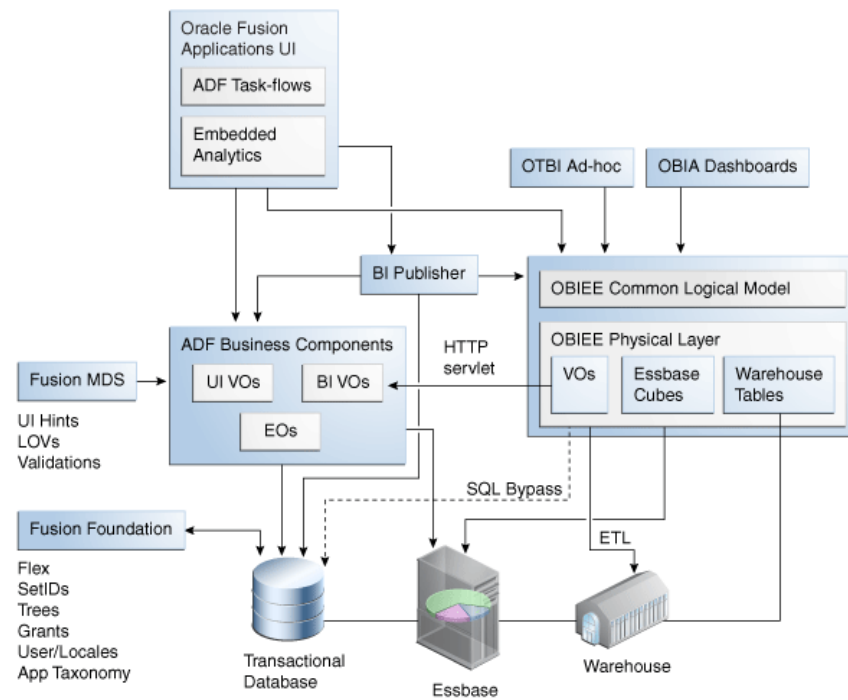 Oracle Fusion
Applications UI
ADF Task-flows
Embedded
Analytics
OTBI Ad-hoc
OBIA Dashboards
BI Publisher
OBIEE Common Logical Model
OBIEE Physical Layer
VOs
Essbase
Cubes
Warehouse
Tables
HTTP
servlet
ADF Business Components
UI VOs
BI VOs
EOs
Fusion MDS
UI Hints
LOVs
Validations
SQL Bypass
ETL
Fusion Foundation
Flex
SetIDs
Trees
Grants
User/Locales
App Taxonomy
Transactional
Database
Essbase
Warehouse